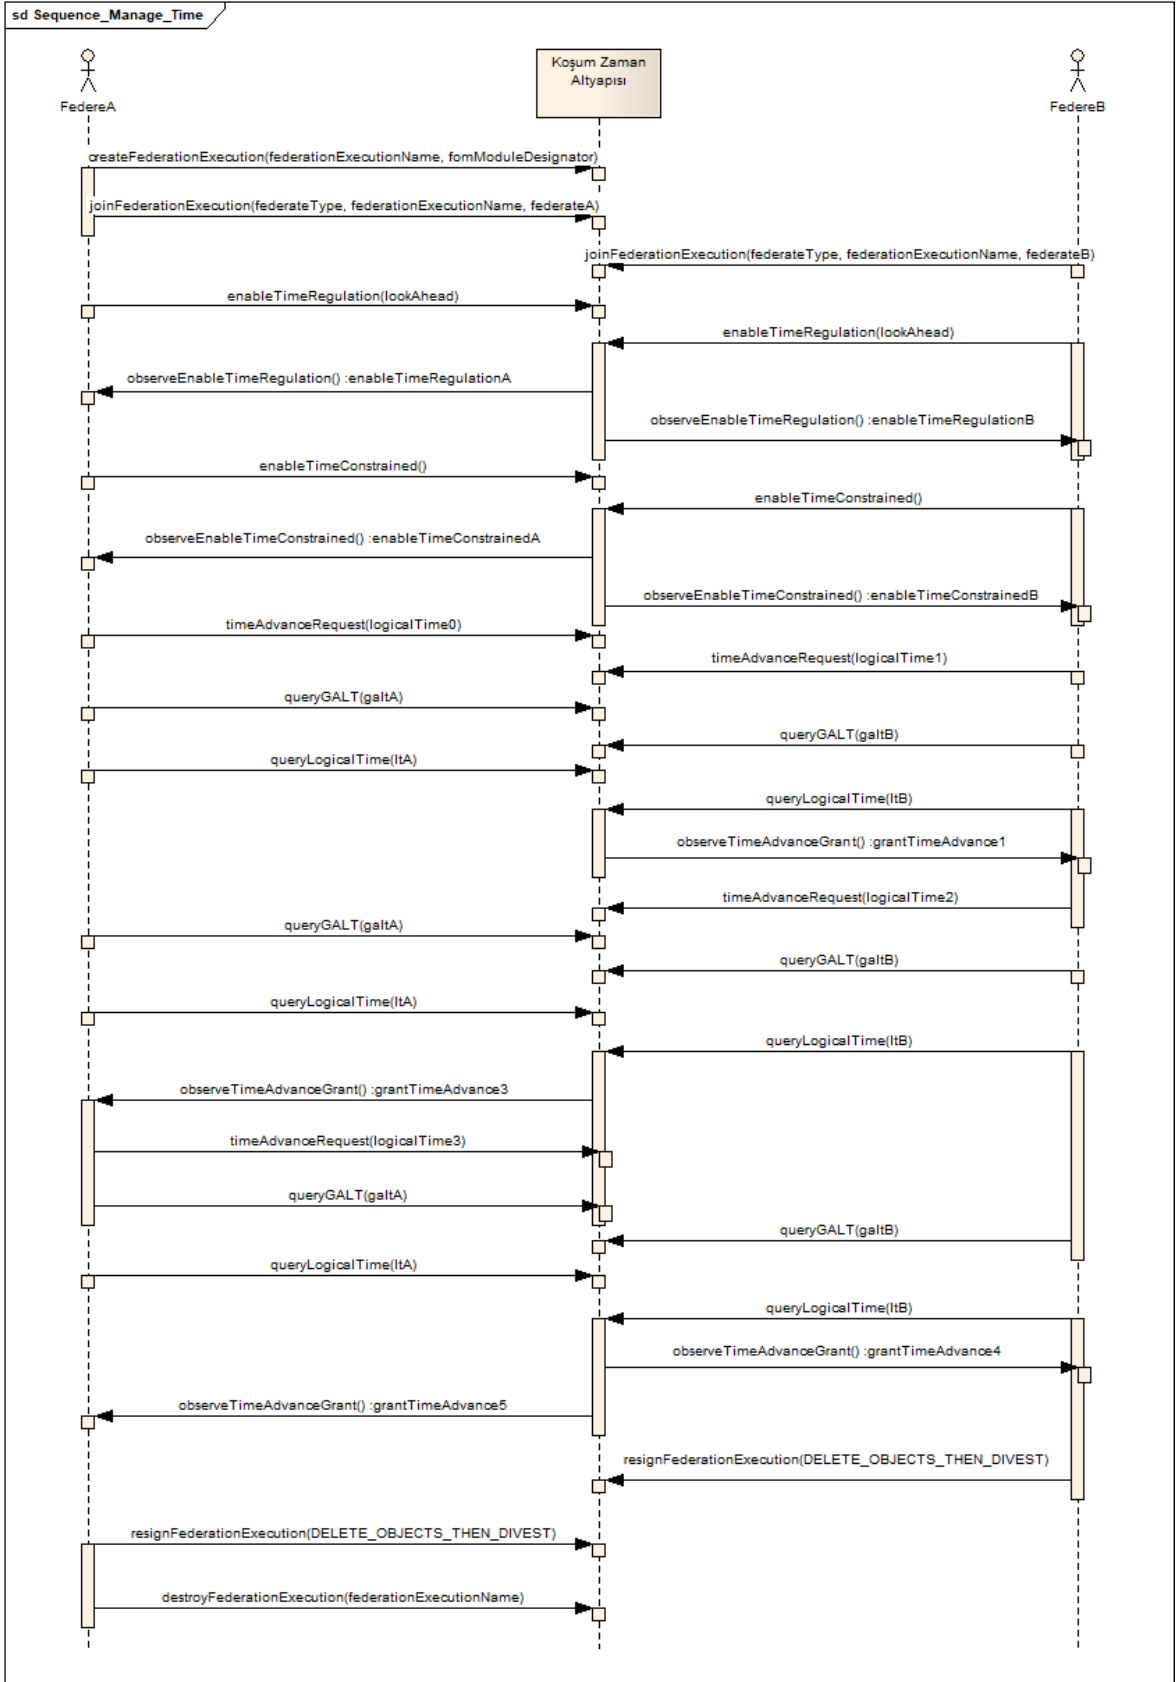 sd Sequence_Manage_Time
Koşum Zaman
Altyapısı
FedereA
FedereB
createFederationExecution(federationExecutionName, fomModuleDesignator)
joinFederationExecution(federateType, federationExecutionName, federateA)
joinFederationExecution(federateType, federationExecutionName, federateB)
enableTimeRegulation(lookAhead)
enableTimeRegulation(lookAhead)
observeEnableTimeRegulation() :enableTimeRegulationA
observeEnableTimeRegulation() :enableTimeRegulationB
enableTimeConstrained()
enableTimeConstrained()
observeEnableTimeConstrained() :enableTimeConstrainedA
observeEnableTimeConstrained() :enableTimeConstrainedB
timeAdvanceRequest(logicalTime0)
timeAdvanceRequest(logicalTime1)
queryGALT(galtA)
queryGALT(galtB)
queryLogicalTime(ltA)
queryLogicalTime(ltB)
observeTimeAdvanceGrant() :grantTimeAdvance1
timeAdvanceRequest(logicalTime2)
queryGALT(galtA)
queryGALT(galtB)
queryLogicalTime(ltA)
queryLogicalTime(ltB)
observeTimeAdvanceGrant() :grantTimeAdvance3
timeAdvanceRequest(logicalTime3)
queryGALT(galtA)
queryGALT(galtB)
queryLogicalTime(ltA)
queryLogicalTime(ltB)
observeTimeAdvanceGrant() :grantTimeAdvance4
observeTimeAdvanceGrant() :grantTimeAdvance5
resignFederationExecution(DELETE_OBJECTS_THEN_DIVEST)
resignFederationExecution(DELETE_OBJECTS_THEN_DIVEST)
destroyFederationExecution(federationExecutionName)